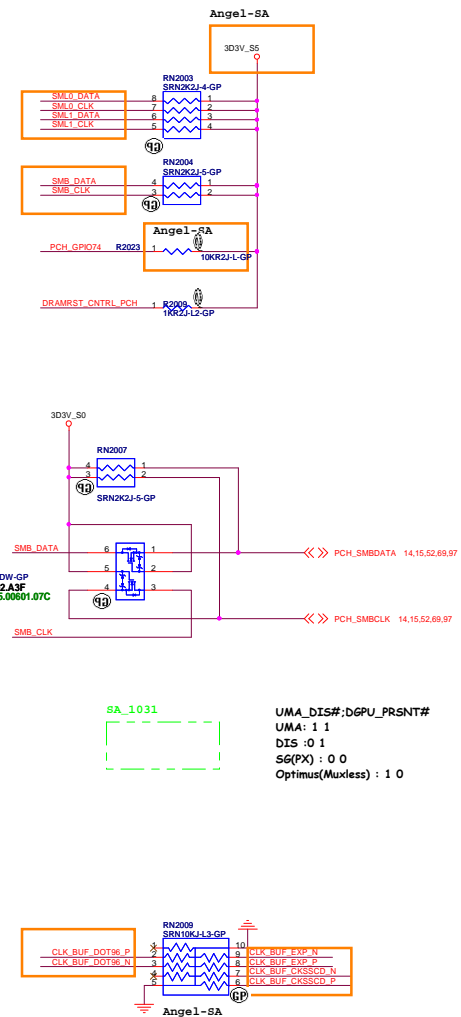 Angel-SA
3D3V_S5
RN2003
SRN2K2J-4-GP
SML0_DATA 8 1
SML0_CLK 7 2
SML1_DATA 6 3
SML1_CLK 5 4
GP
RN2004
SRN2K2J-5-GP
SMB_DATA 4 1
SMB_CLK 3 2
GP
Angel-SA
PCH_GPIO74 R2023 1
10KR2J-L-GP
DRAMRST_CNTRL_PCH 1 R2009
1KR2J-L2-GP
3D3V_S0
RN2007
4 1
3 2
SRN2K2J-5-GP
GP
SMB_DATA 6 1 PCH_SMBDATA 14,15,52,69,97
5 2
DW-GP
2.A3F
5.00601.07C
4 3
GP
PCH_SMBCLK 14,15,52,69,97
SMB_CLK
SA_1031
UMA_DIS#;DGPU_PRSNT#
UMA: 1 1
DIS :0 1
SG(PX) : 0 0
Optimus(Muxless) : 1 0
RN2009
SRN10KJ-L3-GP
1 10
CLK_BUF_DOT96_P 2 9 CLK_BUF_EXP_N
CLK_BUF_DOT96_N 3 8 CLK_BUF_EXP_P
4 7 CLK_BUF_CKSSCD_N
5 6 CLK_BUF_CKSSCD_P
GP
Angel-SA